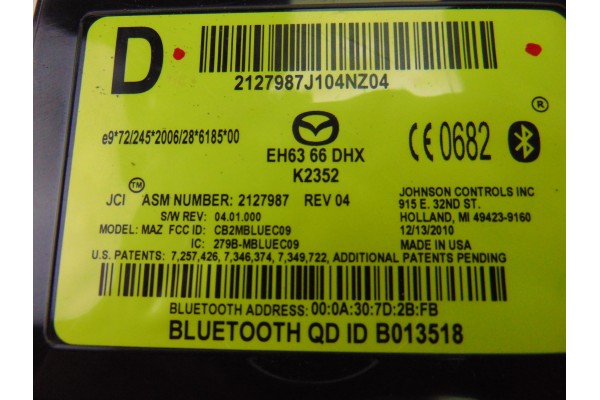 D
2127987J104NZ04
e9*72/245*2006/28*6185*00
EH63 66 DHX
K2352
CE 0682
®
JCI™ ASM NUMBER: 2127987 REV 04
S/W REV: 04.01.000
MODEL: MAZ FCC ID: CB2MBLUEC09
IC: 279B-MBLUEC09
JOHNSON CONTROLS INC
915 E. 32ND ST.
HOLLAND, MI 49423-9160
12/13/2010
MADE IN USA
U.S. PATENTS: 7,257,426, 7,346,374, 7,349,722, ADDITIONAL PATENTS PENDING
BLUETOOTH ADDRESS: 00:0A:30:7D:2B:FB
BLUETOOTH QD ID B013518